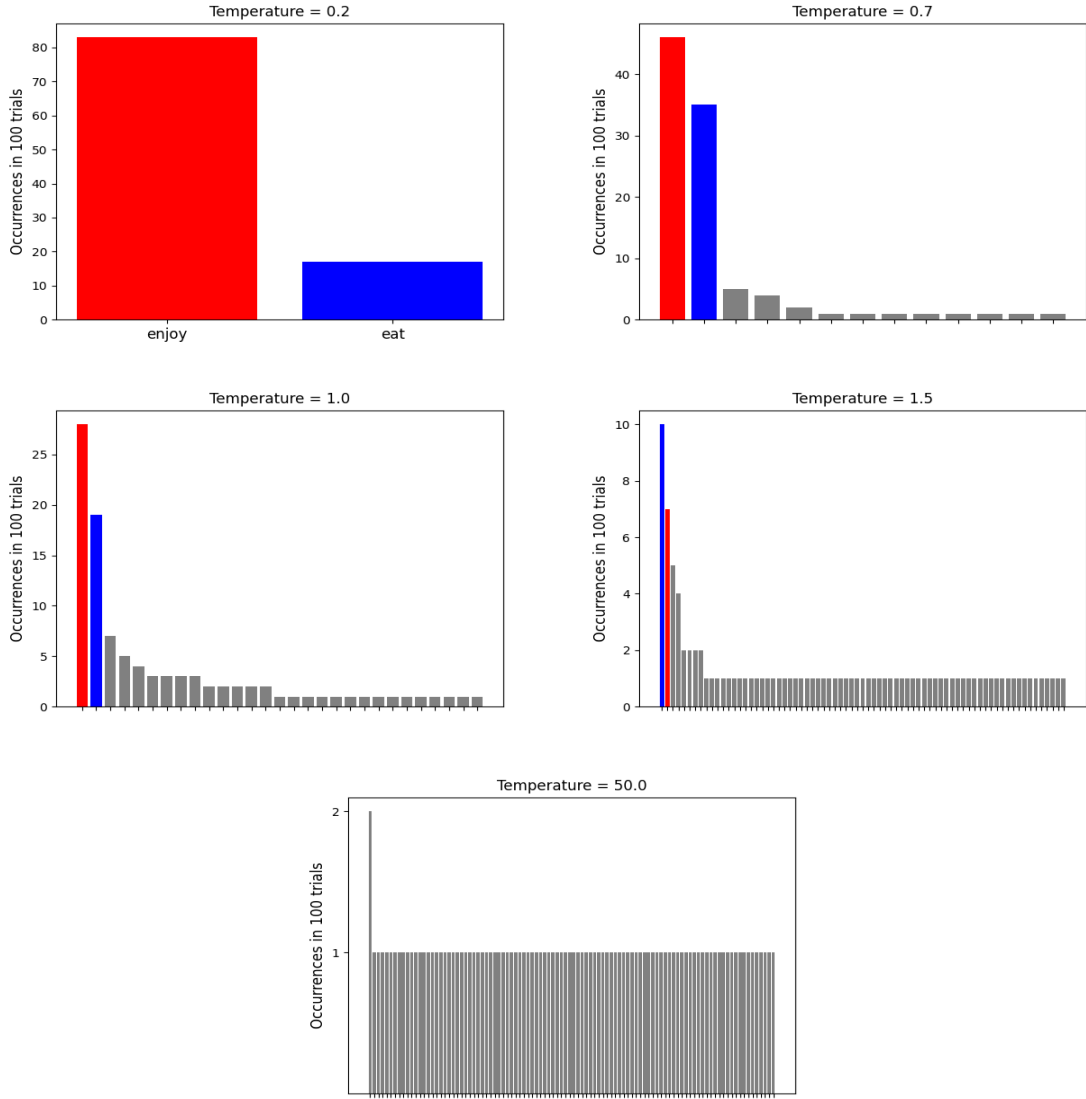 Temperature = 0.2
Occurrences in 100 trials
80
70
60
50
40
30
20
10
0
enjoy
eat
Temperature = 0.7
Occurrences in 100 trials
40
30
20
10
0
Temperature = 1.0
Occurrences in 100 trials
25
20
15
10
5
0
Temperature = 1.5
Occurrences in 100 trials
10
8
6
4
2
0
Temperature = 50.0
Occurrences in 100 trials
2
1